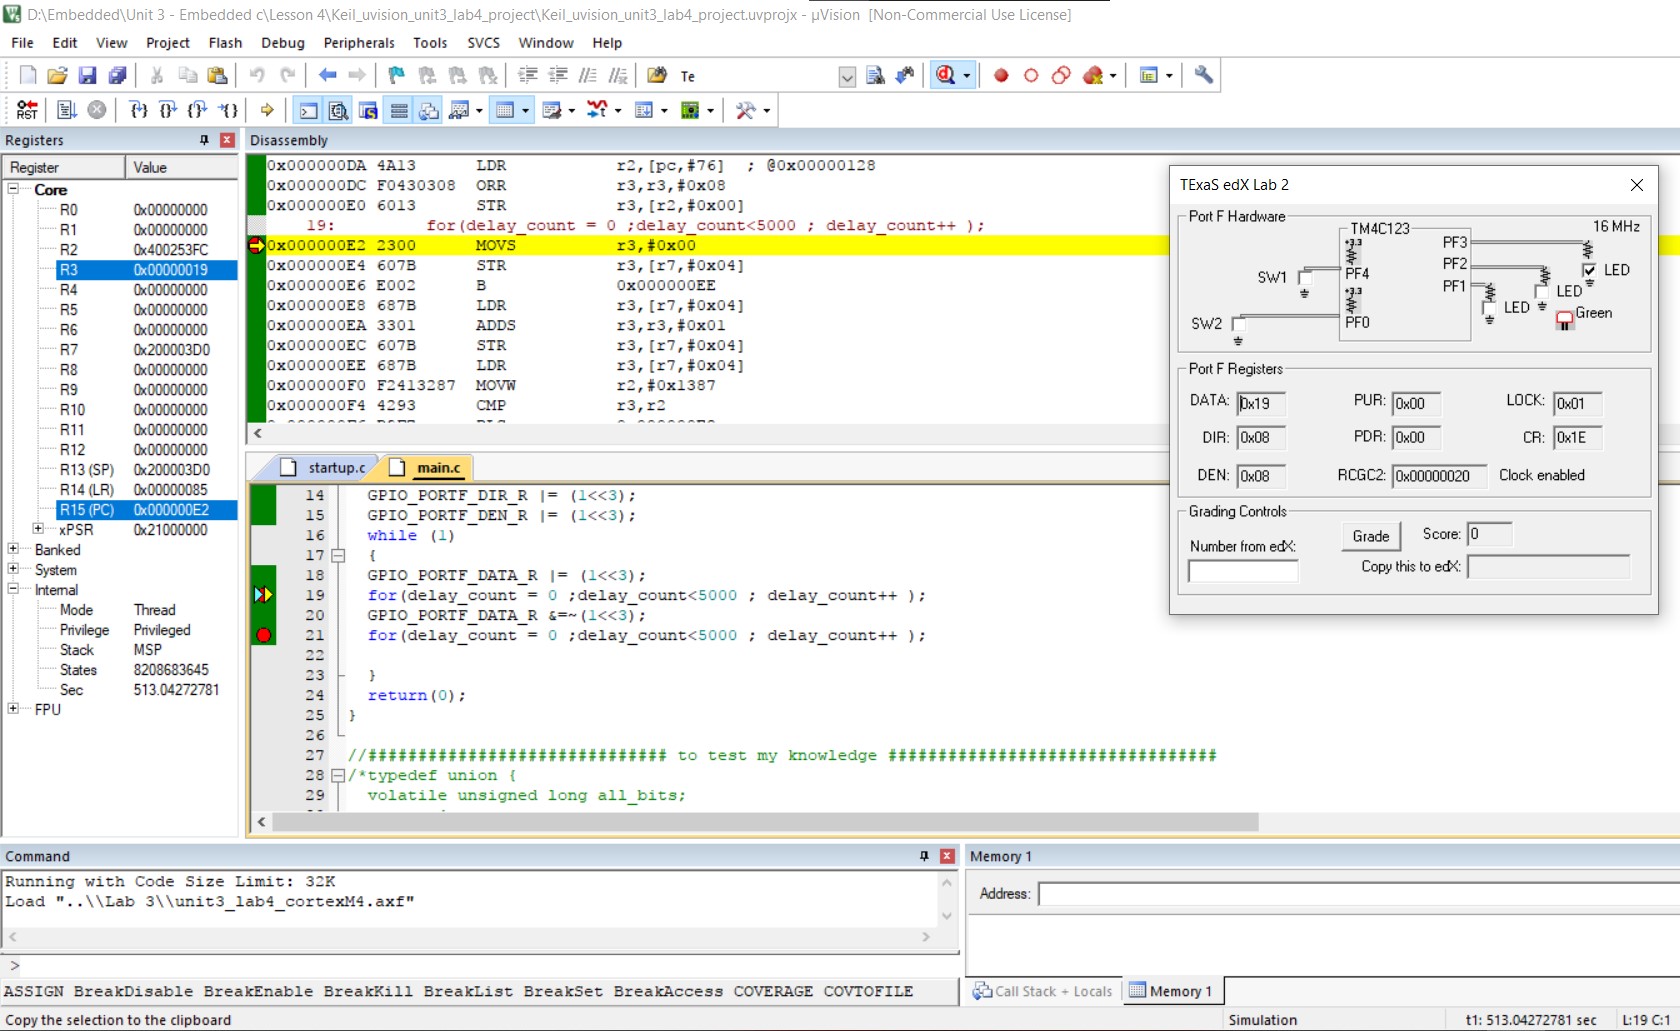 D:\Embedded\Unit 3 - Embedded c\Lesson 4\Keil_uvision_unit3_lab4_project\Keil_uvision_unit3_lab4_project.uvprojx - µVision [Non-Commercial Use License]
File Edit View Project Flash Debug Peripherals Tools SVCS Window Help
Te
RST
Registers
Register Value
Core
R0 0x00000000
R1 0x00000000
R2 0x400253FC
R3 0x00000019
R4 0x00000000
R5 0x00000000
R6 0x00000000
R7 0x200003D0
R8 0x00000000
R9 0x00000000
R10 0x00000000
R11 0x00000000
R12 0x00000000
R13 (SP) 0x200003D0
R14 (LR) 0x00000085
R15 (PC) 0x000000E2
xPSR 0x21000000
Banked
System
Internal
Mode Thread
Privilege Privileged
Stack MSP
States 8208683645
Sec 513.04272781
FPU
Disassembly
0x000000DA 4A13 LDR r2,[pc,#76] ; @0x00000128
0x000000DC F0430308 ORR r3,r3,#0x08
0x000000E0 6013 STR r3,[r2,#0x00]
19: for(delay_count = 0 ;delay_count<5000 ; delay_count++ );
0x000000E2 2300 MOVS r3,#0x00
0x000000E4 607B STR r3,[r7,#0x04]
0x000000E6 E002 B 0x000000EE
0x000000E8 687B LDR r3,[r7,#0x04]
0x000000EA 3301 ADDS r3,r3,#0x01
0x000000EC 607B STR r3,[r7,#0x04]
0x000000EE 687B LDR r3,[r7,#0x04]
0x000000F0 F2413287 MOVW r2,#0x1387
0x000000F4 4293 CMP r3,r2
startup.c main.c
14 GPIO_PORTF_DIR_R |= (1<<3);
15 GPIO_PORTF_DEN_R |= (1<<3);
16 while (1)
17 {
18 GPIO_PORTF_DATA_R |= (1<<3);
19 for(delay_count = 0 ;delay_count<5000 ; delay_count++ );
20 GPIO_PORTF_DATA_R &=~(1<<3);
21 for(delay_count = 0 ;delay_count<5000 ; delay_count++ );
22
23 }
24 return(0);
25 }
26
27 //############################## to test my knowledge #################################
28 /*typedef union {
29 volatile unsigned long all_bits;
TExaS edX Lab 2
Port F Hardware
TM4C123
16 MHz
+3.3
PF3
PF2
PF1
PF4
+3.3
PF0
SW1
SW2
LED
LED
LED
Green
Port F Registers
DATA: 0x19 PUR: 0x00 LOCK: 0x01
DIR: 0x08 PDR: 0x00 CR: 0x1E
DEN: 0x08 RCGC2: 0x00000020 Clock enabled
Grading Controls
Number from edX: Grade Score: 0
Copy this to edX:
Command
Running with Code Size Limit: 32K
Load "..\\Lab 3\\unit3_lab4_cortexM4.axf"
>
ASSIGN BreakDisable BreakEnable BreakKill BreakList BreakSet BreakAccess COVERAGE COVTOFILE
Memory 1
Address:
Call Stack + Locals Memory 1
Copy the selection to the clipboard
Simulation t1: 513.04272781 sec L:19 C:1